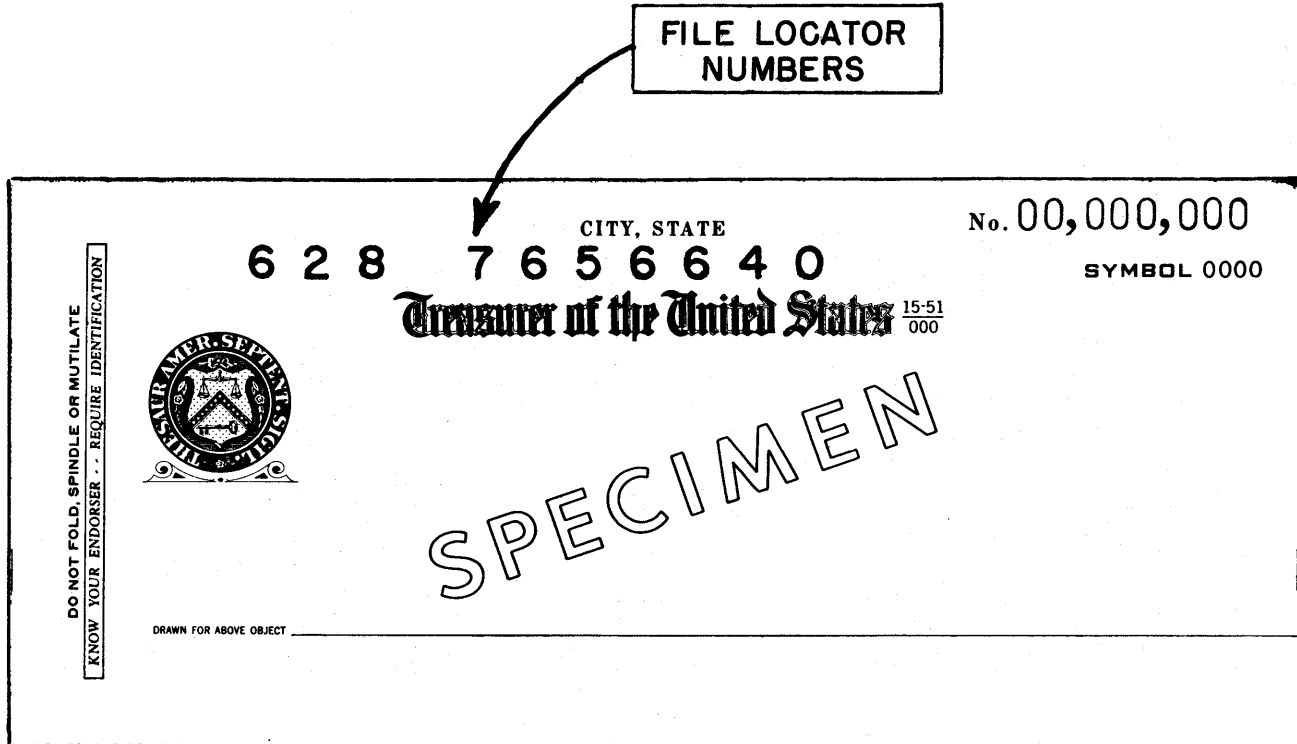 FILE LOCATOR
NUMBERS
CITY, STATE
No. 00,000,000
628 7656640
SYMBOL 0000
Treasurer of the United States 15-51
000
DO NOT FOLD, SPINDLE OR MUTILATE
KNOW YOUR ENDORSER - - REQUIRE IDENTIFICATION
THESAUR. AMER. SEPTENT. SIGIL.
SPECIMEN
DRAWN FOR ABOVE OBJECT